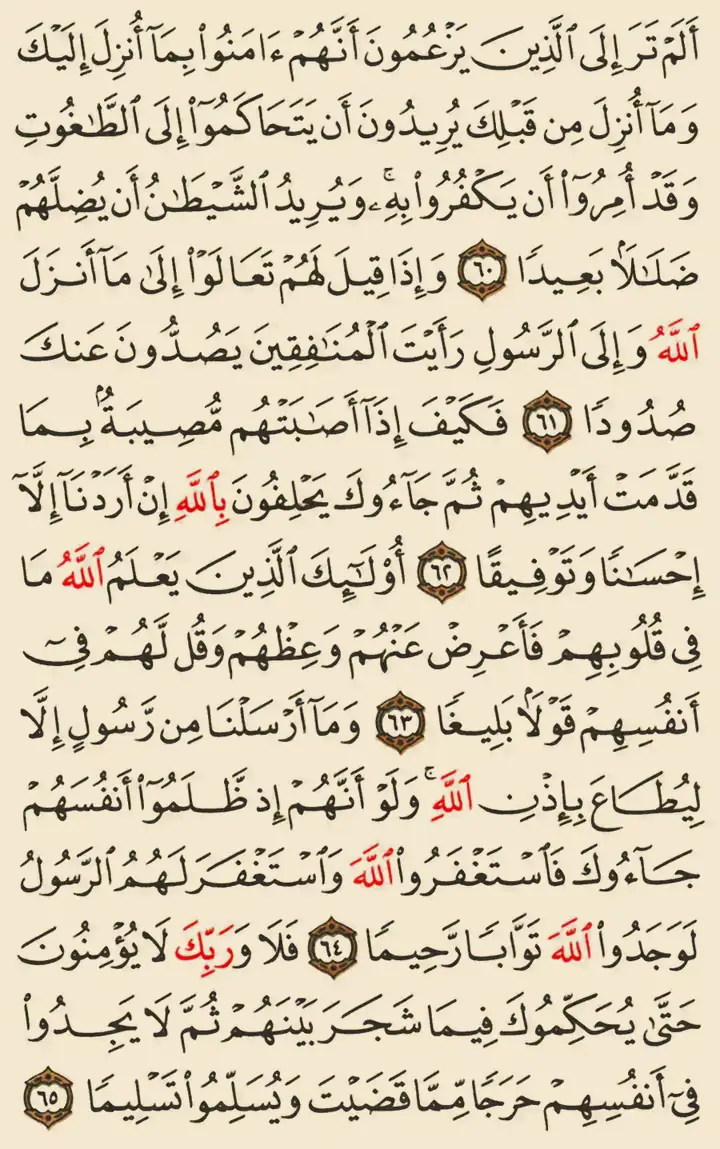 أَلَمْ تَرَ إِلَى ٱلَّذِينَ يَزْعُمُونَ أَنَّهُمْ ءَامَنُوا۟ بِمَآ أُنزِلَ إِلَيْكَ
وَمَآ أُنزِلَ مِن قَبْلِكَ يُرِيدُونَ أَن يَتَحَاكَمُوٓا۟ إِلَى ٱلطَّٰغُوتِ
وَقَدْ أُمِرُوٓا۟ أَن يَكْفُرُوا۟ بِهِۦۚ وَيُرِيدُ ٱلشَّيْطَٰنُ أَن يُضِلَّهُمْ
ضَلَٰلًۢا بَعِيدًا ٦٠ وَإِذَا قِيلَ لَهُمْ تَعَالَوْا۟ إِلَىٰ مَآ أَنزَلَ
ٱللَّهُ وَإِلَى ٱلرَّسُولِ رَأَيْتَ ٱلْمُنَٰفِقِينَ يَصُدُّونَ عَنكَ
صُدُودًا ٦١ فَكَيْفَ إِذَآ أَصَٰبَتْهُم مُّصِيبَةٌۢ بِمَا
قَدَّمَتْ أَيْدِيهِمْ ثُمَّ جَآءُوكَ يَحْلِفُونَ بِٱللَّهِ إِنْ أَرَدْنَآ إِلَّآ
إِحْسَٰنًا وَتَوْفِيقًا ٦٢ أُو۟لَٰٓئِكَ ٱلَّذِينَ يَعْلَمُ ٱللَّهُ مَا
فِى قُلُوبِهِمْ فَأَعْرِضْ عَنْهُمْ وَعِظْهُمْ وَقُل لَّهُمْ فِىٓ
أَنفُسِهِمْ قَوْلًۢا بَلِيغًا ٦٣ وَمَآ أَرْسَلْنَا مِن رَّسُولٍ إِلَّا
لِيُطَاعَ بِإِذْنِ ٱللَّهِۚ وَلَوْ أَنَّهُمْ إِذ ظَّلَمُوٓا۟ أَنفُسَهُمْ
جَآءُوكَ فَٱسْتَغْفَرُوا۟ ٱللَّهَ وَٱسْتَغْفَرَ لَهُمُ ٱلرَّسُولُ
لَوَجَدُوا۟ ٱللَّهَ تَوَّابًا رَّحِيمًا ٦٤ فَلَا وَرَبِّكَ لَا يُؤْمِنُونَ
حَتَّىٰ يُحَكِّمُوكَ فِيمَا شَجَرَ بَيْنَهُمْ ثُمَّ لَا يَجِدُوا۟
فِىٓ أَنفُسِهِمْ حَرَجًا مِّمَّا قَضَيْتَ وَيُسَلِّمُوا۟ تَسْلِيمًا ٦٥